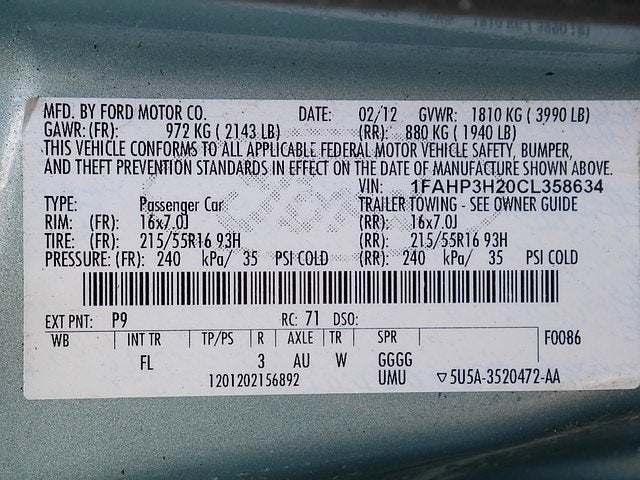 MFD. BY FORD MOTOR CO. DATE: 02/12 GVWR: 1810 KG ( 3990 LB)
GAWR: (FR): 972 KG ( 2143 LB) (RR): 880 KG ( 1940 LB)
THIS VEHICLE CONFORMS TO ALL APPLICABLE FEDERAL MOTOR VEHICLE SAFETY, BUMPER,
AND THEFT PREVENTION STANDARDS IN EFFECT ON THE DATE OF MANUFACTURE SHOWN ABOVE.
VIN: 1FAHP3H20CL358634
TYPE: Passenger Car TRAILER TOWING - SEE OWNER GUIDE
RIM: (FR): 16x7.0J (RR): 16x7.0J
TIRE: (FR): 215/55R16 93H (RR): 215/55R16 93H
PRESSURE: (FR): 240 kPa/ 35 PSI COLD (RR): 240 kPa/ 35 PSI COLD
EXT PNT: P9 RC: 71 DSO:
WB INT TR TP/PS R AXLE TR SPR F0086
FL 3 AU W GGGG
1201202156892 UMU ▽5U5A-3520472-AA